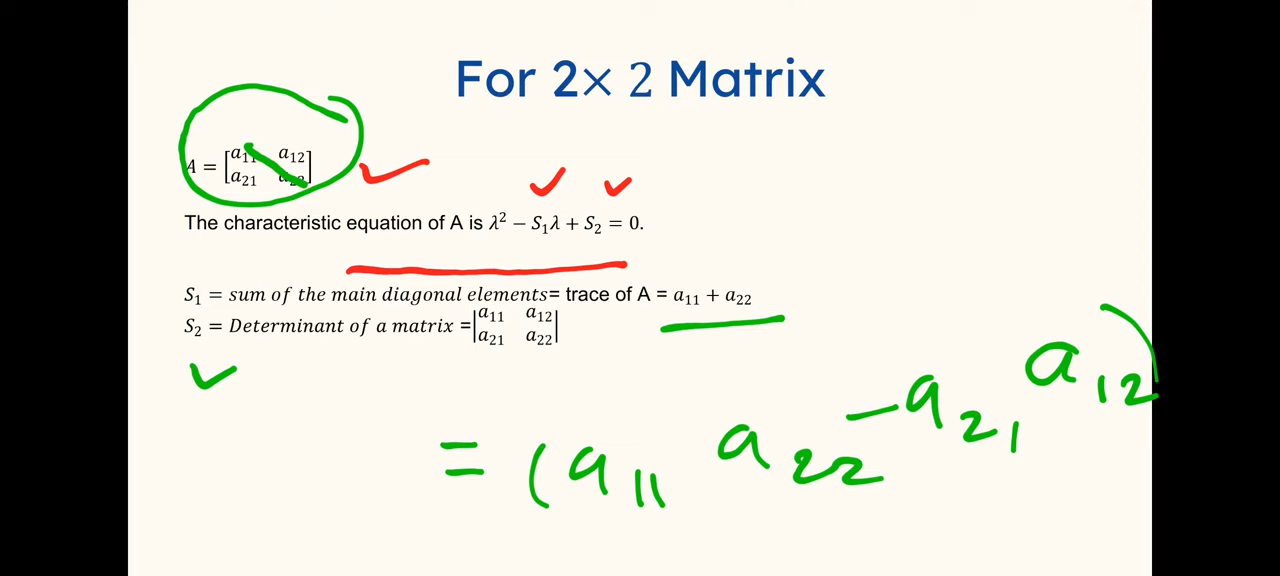 For 2× 2 Matrix
A = [a11 a12
a21 a22]
The characteristic equation of A is λ² − S₁λ + S₂ = 0.
S₁ = sum of the main diagonal elements= trace of A = a₁₁ + a₂₂
S₂ = Determinant of a matrix =|a₁₁ a₁₂
a₂₁ a₂₂|
= (a₁₁ a₂₂ − a₂₁ a₁₂)